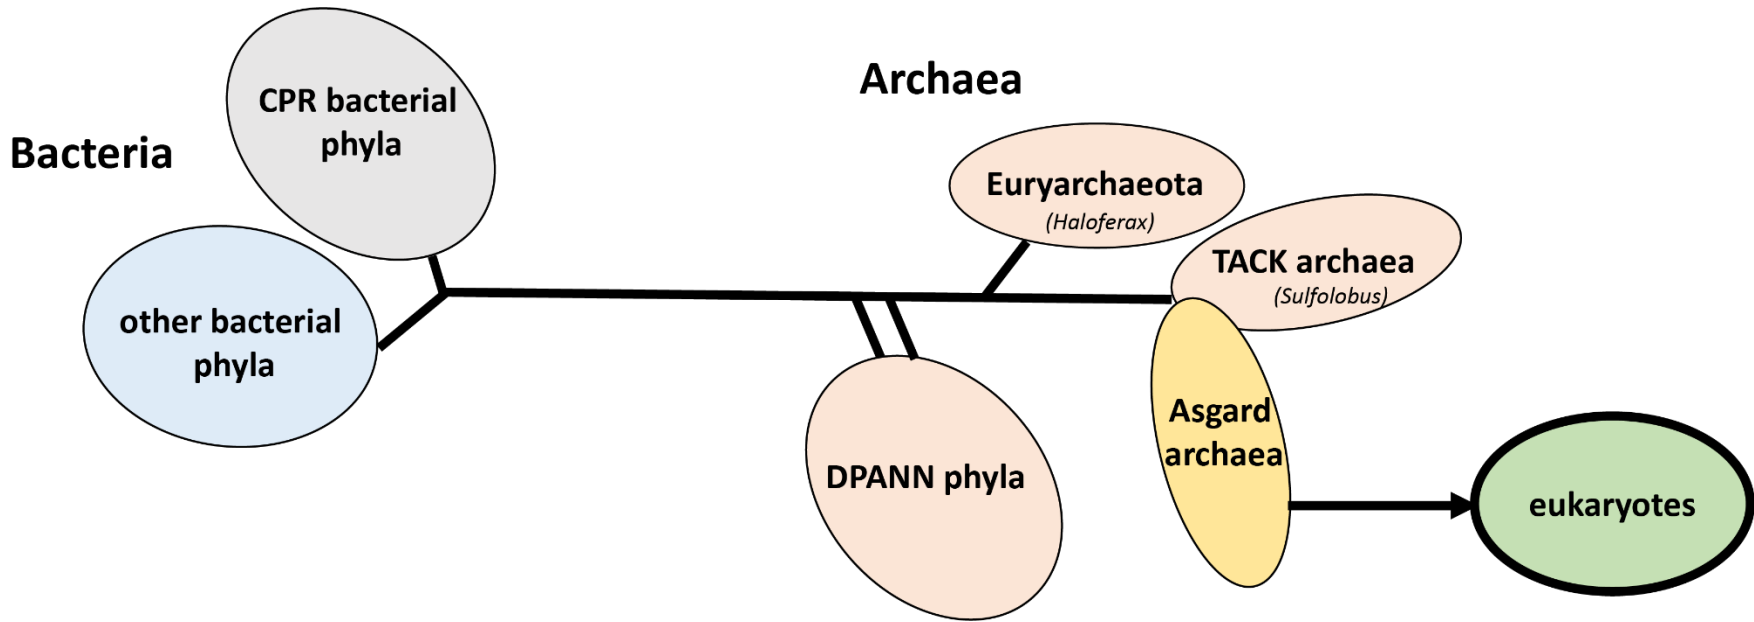 Bacteria
CPR bacterial
phyla
other bacterial
phyla
Archaea
Euryarchaeota
(Haloferax)
TACK archaea
(Sulfolobus)
DPANN phyla
Asgard
archaea
eukaryotes